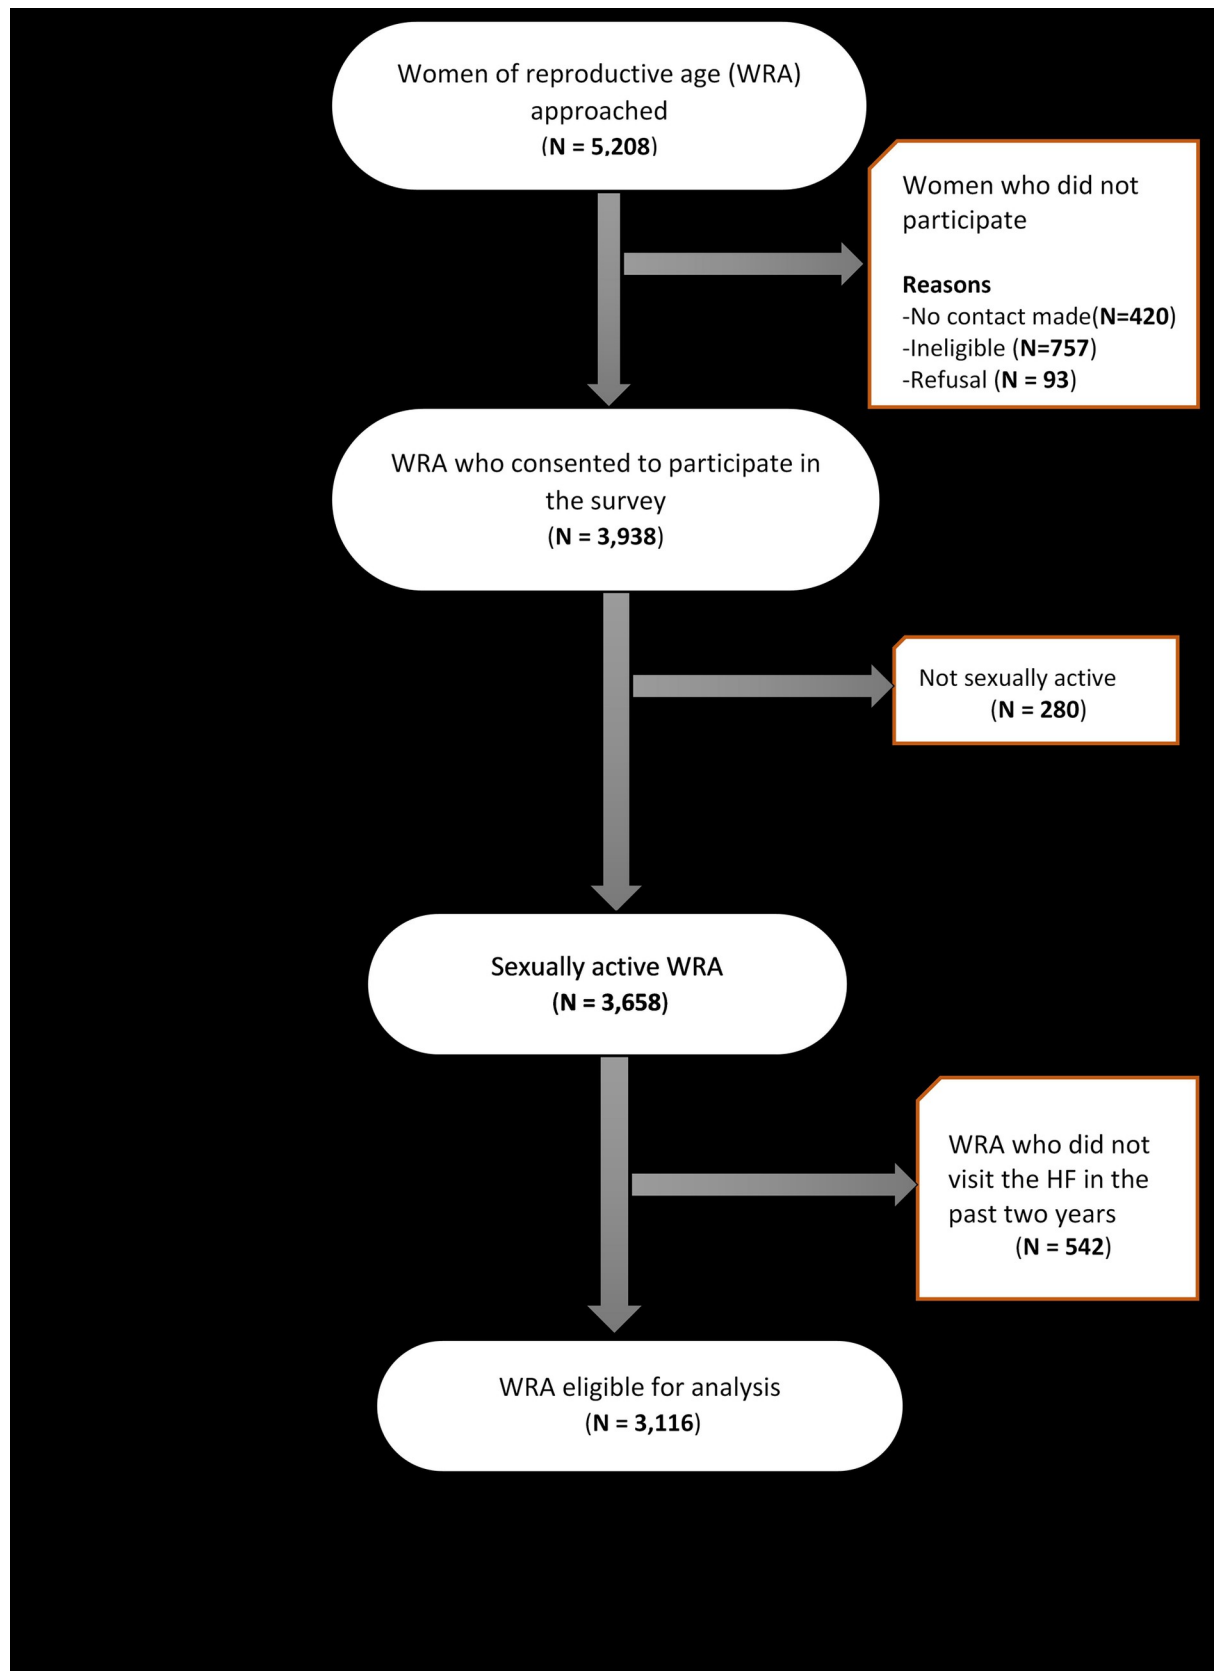 Women of reproductive age (WRA)
approached
(N = 5,208)
Women who did not
participate
Reasons
-No contact made(N=420)
-Ineligible (N=757)
-Refusal (N = 93)
WRA who consented to participate in
the survey
(N = 3,938)
Not sexually active
(N = 280)
Sexually active WRA
(N = 3,658)
WRA who did not
visit the HF in the
past two years
(N = 542)
WRA eligible for analysis
(N = 3,116)